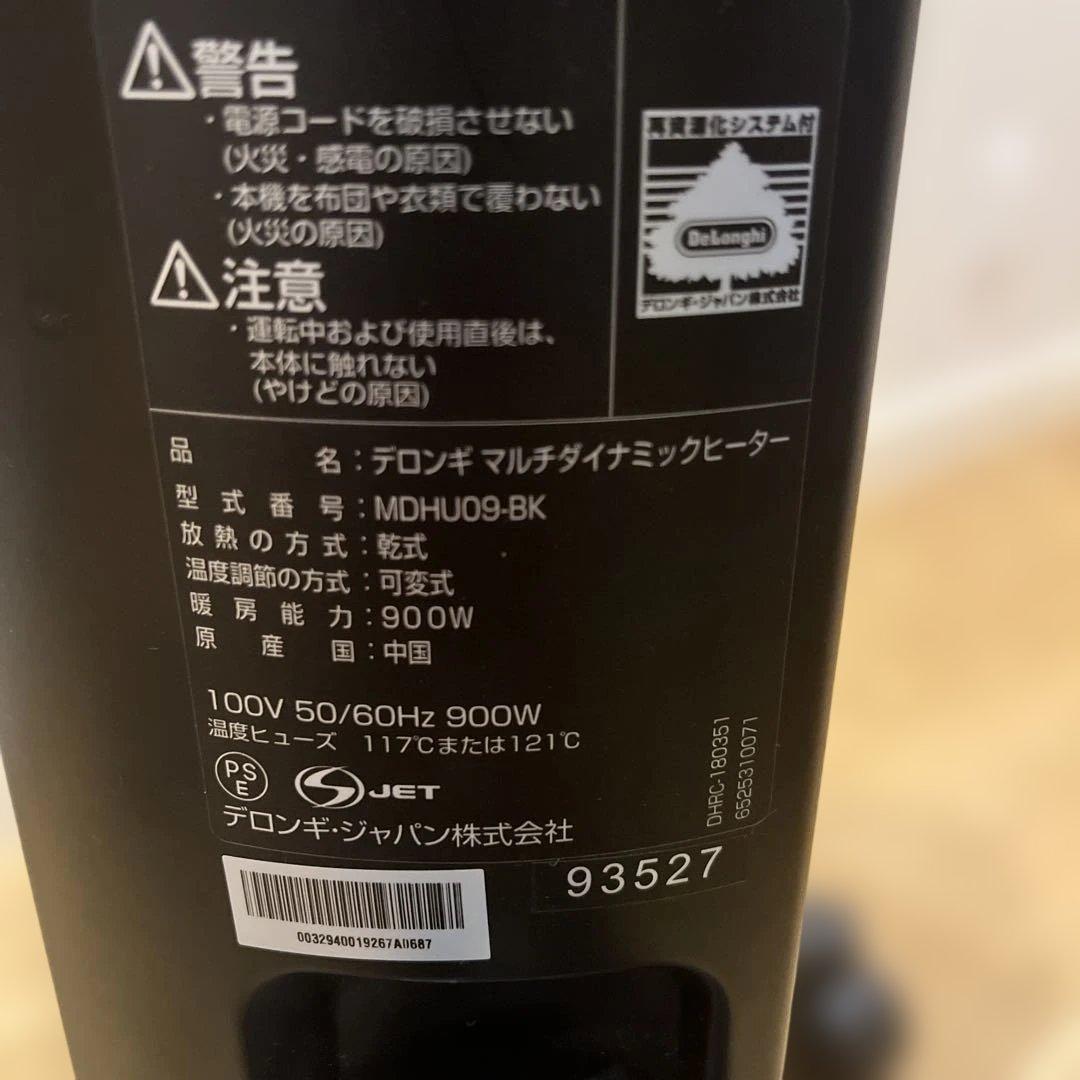 警告
・電源コードを破損させない
(火災・感電の原因)
・本機を布団や衣類で覆わない
(火災の原因)
注意
・運転中および使用直後は、
本体に触れない
(やけどの原因)
再資源化システム付
DeLonghi
デロンギ・ジャパン株式会社
品名：デロンギ マルチダイナミックヒーター
型式番号：MDHU09-BK
放熱の方式：乾式
温度調節の方式：可変式
暖房能力：900W
原産国：中国
100V 50/60Hz 900W
温度ヒューズ 117℃または121℃
PSE
JET
デロンギ・ジャパン株式会社
DHRC-180351
6525310071
93527
0032940019267A0687